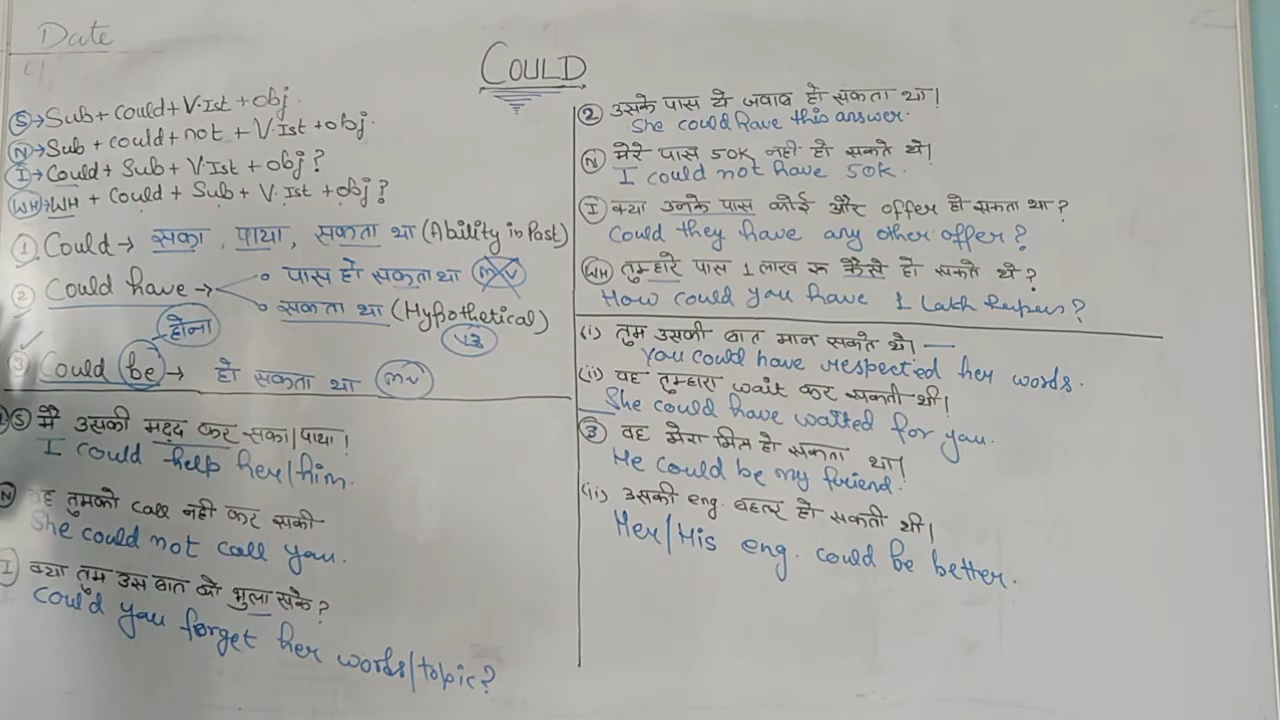 Date
COULD
Ⓢ→Sub + could + V.Ist + obj.
Ⓝ→Sub + could + not + V.Ist + obj.
Ⓘ→Could + Sub + V.Ist + obj?
WH→WH + Could + Sub + V.Ist + obj?
① Could → सका, पाया, सकता था (Ability in Past)
② Could have →
◦ पास हो सकता था MV
◦ सकता था (Hypothetical)
V3
होना
③ Could be → हो सकता था MV
Ⓢ मैं उसकी मदद कर सका/पाया।
I could help her/him.
Ⓝ वह तुमको call नही कर सकी
She could not call you.
I क्या तुम उस बात को भुला सके?
Could you forget her words/topic?
② उसके पास ये जवाब हो सकता था।
She could have this answer.
Ⓝ मेरे पास 50K नही हो सकते थे।
I could not have 50K.
Ⓘ क्या उनके पास कोई और offer हो सकता था?
Could they have any other offer?
WH तुम्हारे पास 1 लाख रू कैसे हो सकते थे?
How could you have 1 Lakh
(i) तुम उसकी बात मान सकते थे।
You could have respected her words.
(ii) वह तुम्हारा wait कर सकती थी।
She could have waited for you.
③ वह मेरा मित्र हो सकता था।
He could be my friend.
(ii) उसकी eng. बेहतर हो सकती थी।
Her/His eng. could be better.